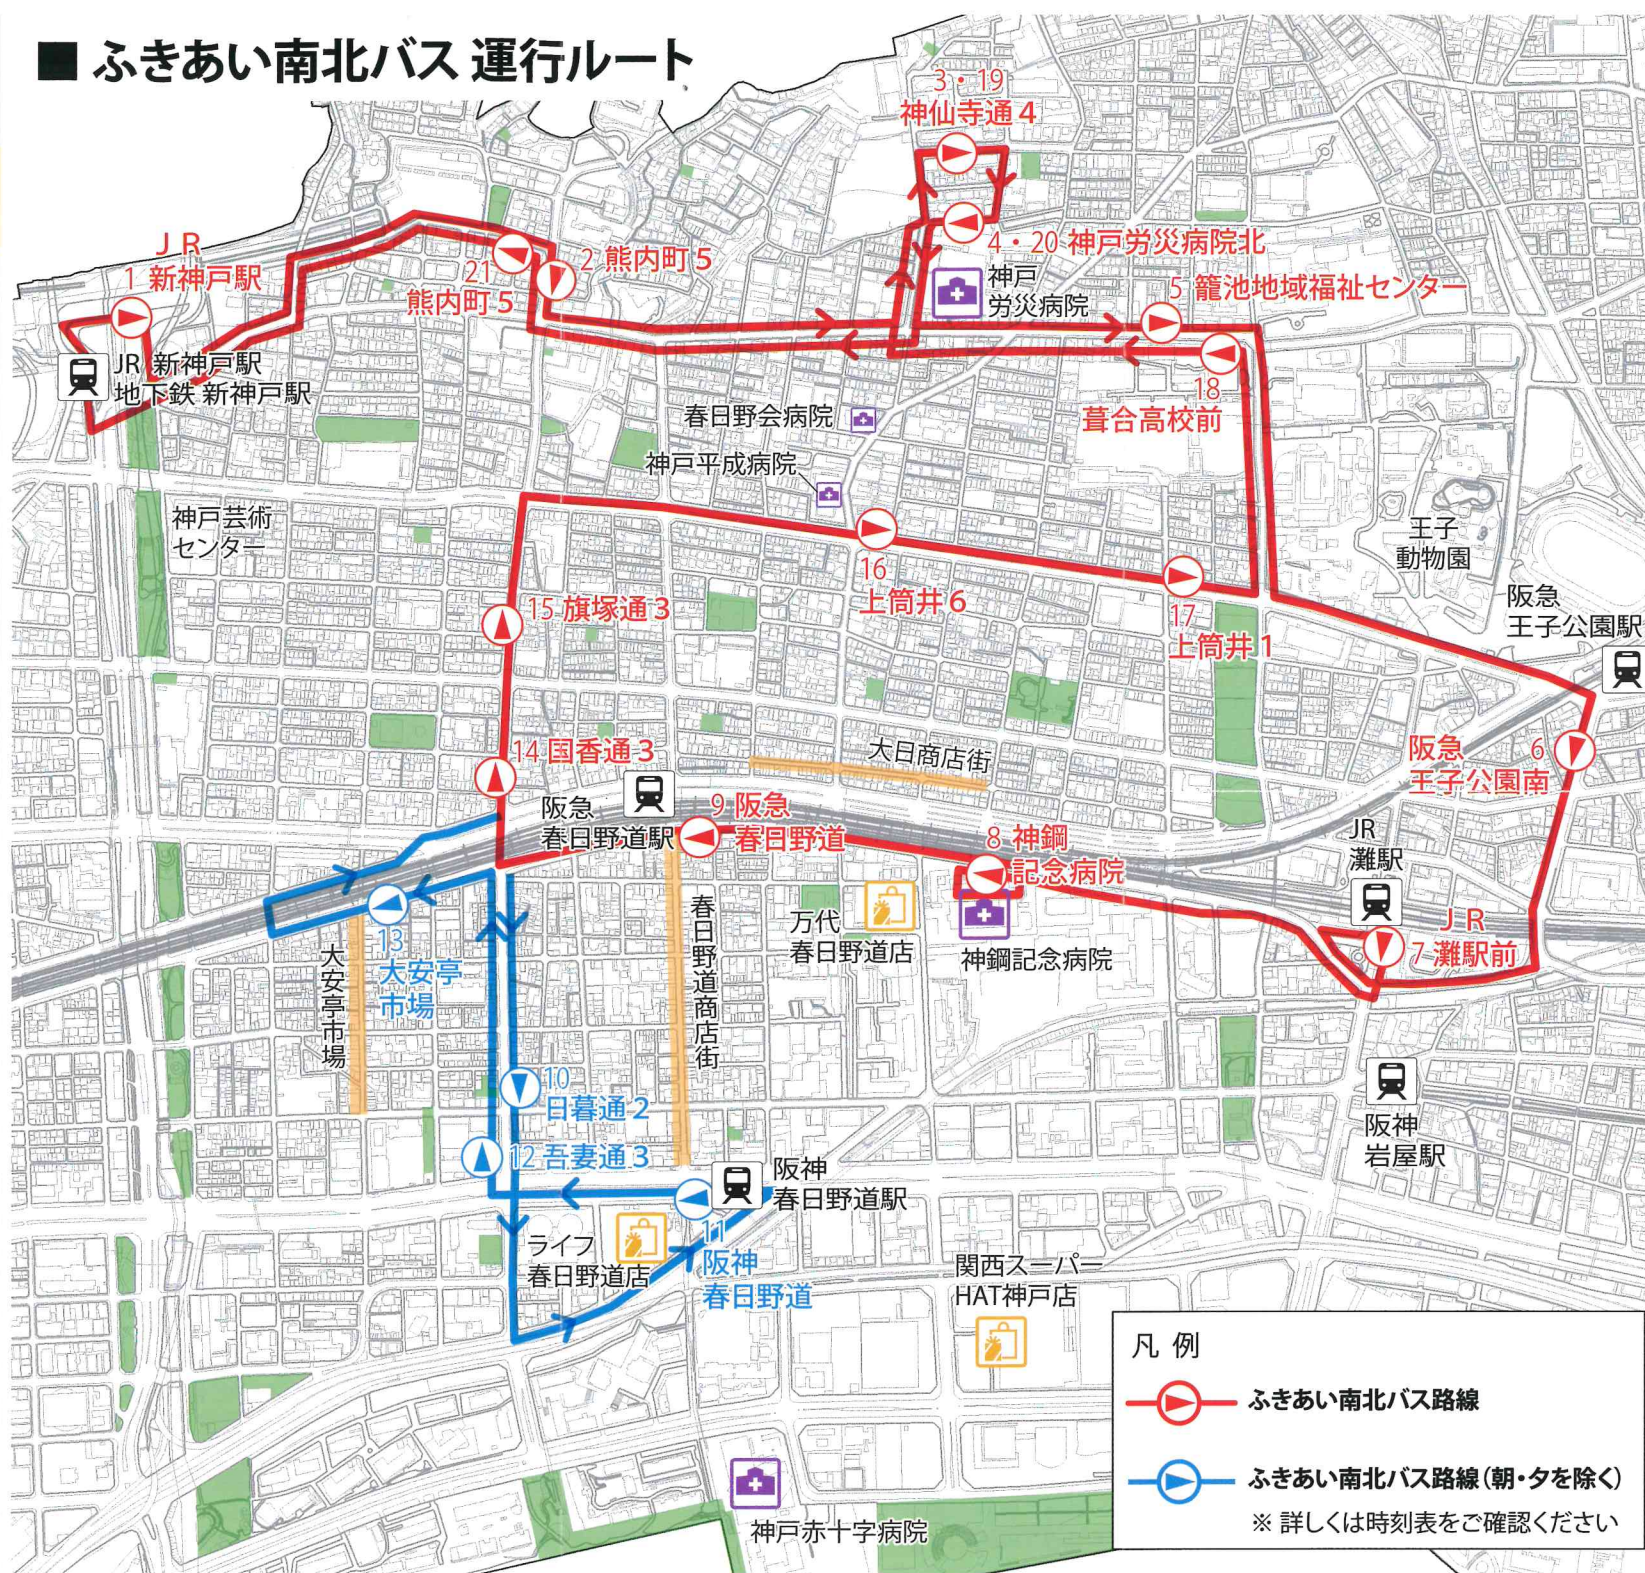 ■ ふきあい南北バス 運行ルート
3・19
神仙寺通4
4・20 神戸労災病院北
神戸
労災病院
5 籠池地域福祉センター
JR
1 新神戸駅
2 熊内町5
21
熊内町5
JR 新神戸駅
地下鉄 新神戸駅
18
葺合高校前
春日野会病院
神戸平成病院
神戸芸術
センター
王子
動物園
16
上筒井6
阪急
王子公園駅
15 旗塚通3
17
上筒井1
14 国香通3
大日商店街
阪急
王子公園南
6
阪急
春日野道駅
9 阪急
春日野道
8 神鋼
記念病院
JR
灘駅
万代
春日野道店
神鋼記念病院
JR
7 灘駅前
13
大安亭
市場
大安亭市場
春日野道商店街
10
日暮通2
12 吾妻通3
阪神
岩屋駅
阪神
春日野道駅
11
阪神
春日野道
ライフ
春日野道店
関西スーパー
HAT神戸店
神戸赤十字病院
凡 例
ふきあい南北バス路線
ふきあい南北バス路線(朝・夕を除く)
※ 詳しくは時刻表をご確認ください